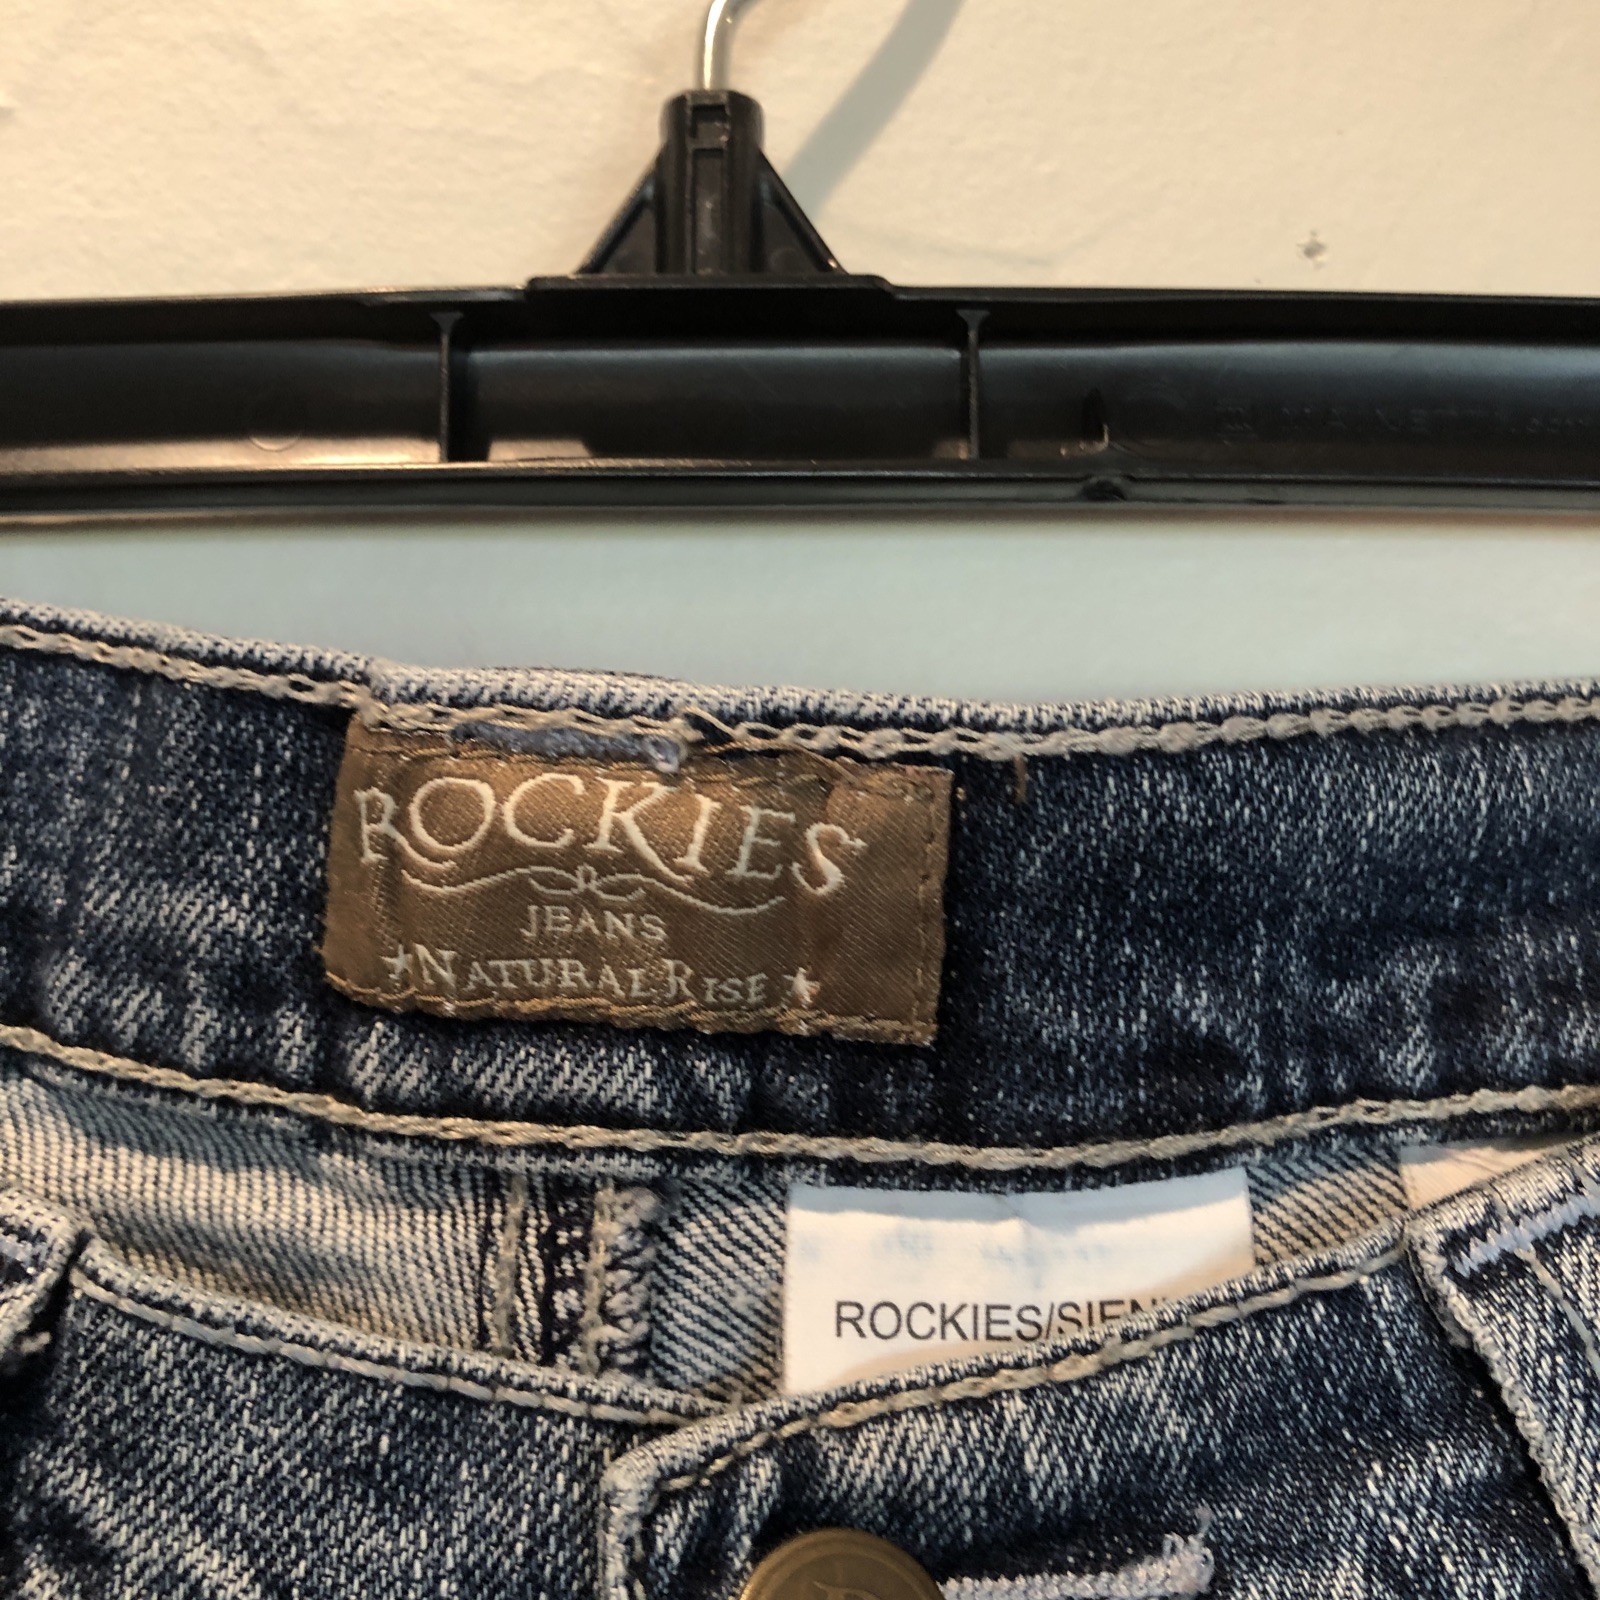 ROCKIES
JEANS
NATURAL RISE
ROCKIES/SIEN